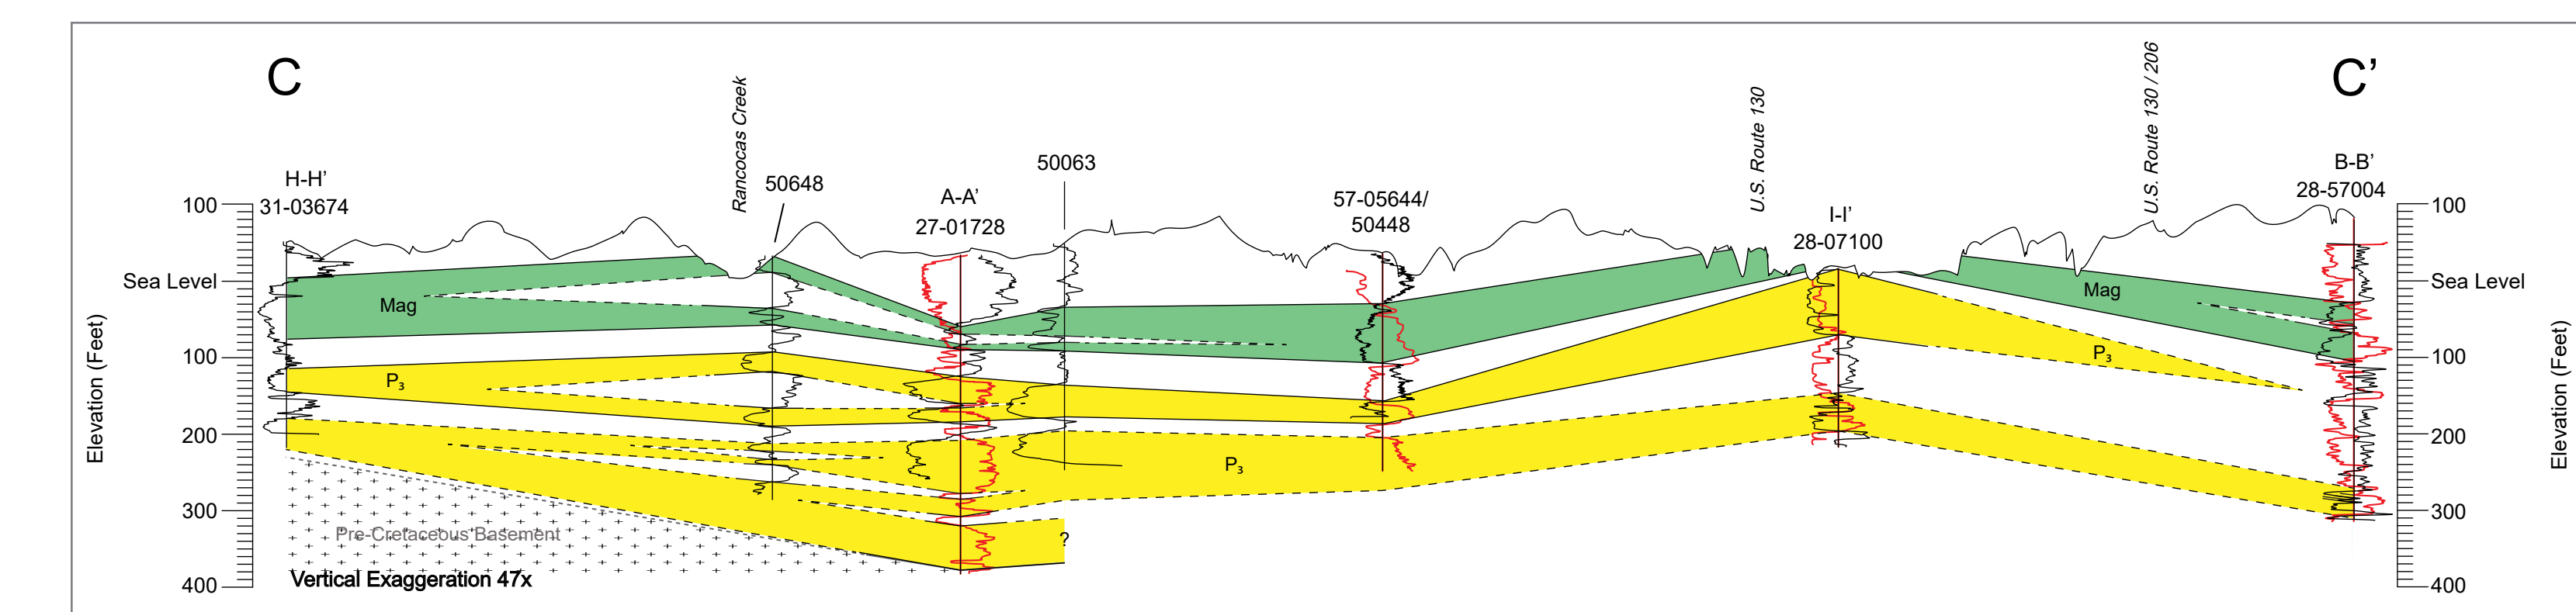 C
C’
Rancocas Creek
U.S. Route 130
U.S. Route 130 / 206
H-H’
31-03674
50648
A-A’
27-01728
50063
57-05644/
50448
I-I’
28-07100
B-B’
28-57004
100
Sea Level
100
200
300
400
Elevation (Feet)
100
Sea Level
100
200
300
400
Elevation (Feet)
Mag
Mag
P₃
P₃
P₃
Pre-Cretaceous Basement
?
Vertical Exaggeration 47x